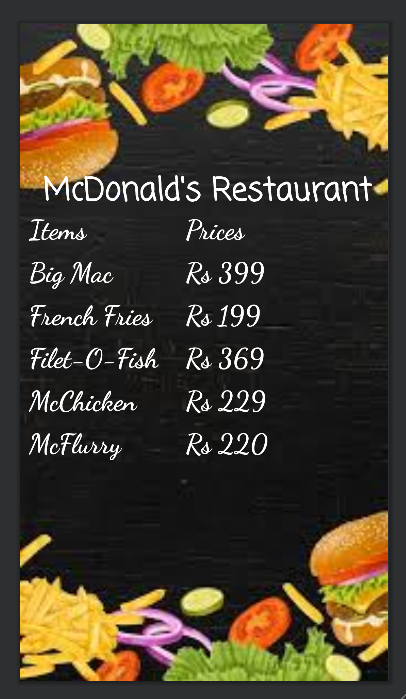 McDonald's Restaurant
Items Prices
Big Mac Rs 399
French Fries Rs 199
Filet-O-Fish Rs 369
McChicken Rs 229
McFlurry Rs 220